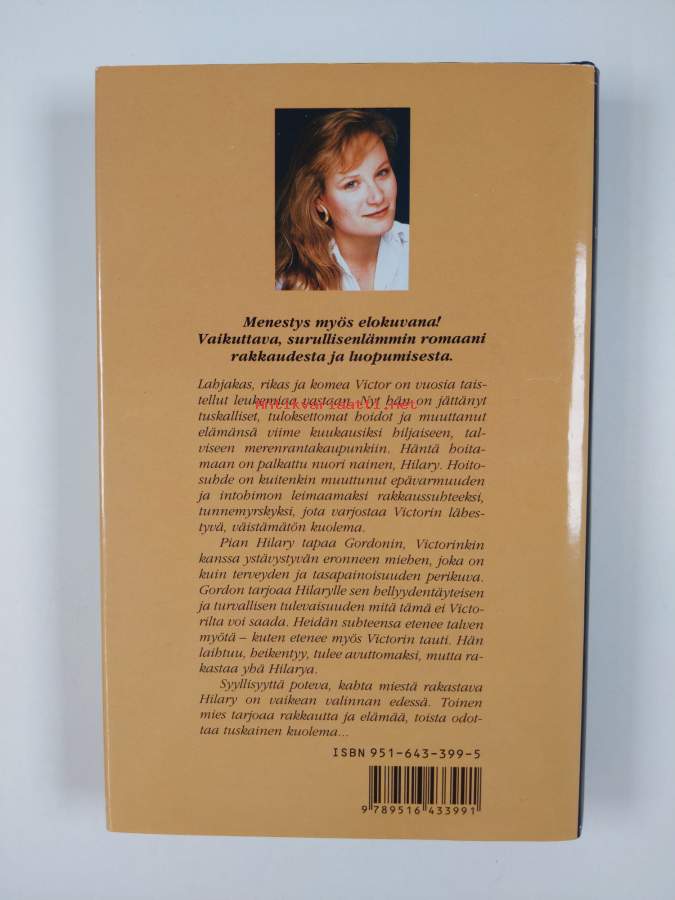 Menestys myös elokuvana!
Vaikuttava, surullisenlämmin romaani
rakkaudesta ja luopumisesta.
Lahjakas, rikas ja komea Victor on vuosia tais-
tellut leukemiaa vastaan. Nyt hän on jättänyt
Antikvariaatti.net
tuskalliset, tuloksettomat hoidot ja muuttanut
elämänsä viime kuukausiksi hiljaiseen, tal-
viseen merenrantakaupunkiin. Häntä hoita-
maan on palkattu nuori nainen, Hilary. Hoito-
suhde on kuitenkin muuttunut epävarmuuden
ja intohimon leimaamaksi rakkaussuhteeksi,
tunnemyrskyksi, jota varjostaa Victorin lähes-
tyvä, väistämätön kuolema.
Pian Hilary tapaa Gordonin, Victorinkin
kanssa ystävystyvän eronneen miehen, joka on
kuin terveyden ja tasapainoisuuden perikuva.
Gordon tarjoaa Hilarylle sen hellyydentäyteisen
ja turvallisen tulevaisuuden mitä tämä ei Victo-
rilta voi saada. Heidän suhteensa etenee talven
myötä – kuten etenee myös Victorin tauti. Hän
laihtuu, heikentyy, tulee avuttomaksi, mutta ra-
kastaa yhä Hilarya.
Syyllisyyttä poteva, kahta miestä rakastava
Hilary on vaikean valinnan edessä. Toinen
mies tarjoaa rakkautta ja elämää, toista odot-
taa tuskainen kuolema...
ISBN 951-643-399-5
9 789516 433991